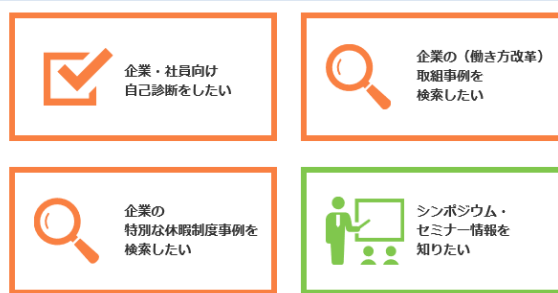 企業・社員向け
自己診断をしたい
企業の（働き方改革）
取組事例を
検索したい
企業の
特別な休暇制度事例を
検索したい
シンポジウム・
セミナー情報を
知りたい